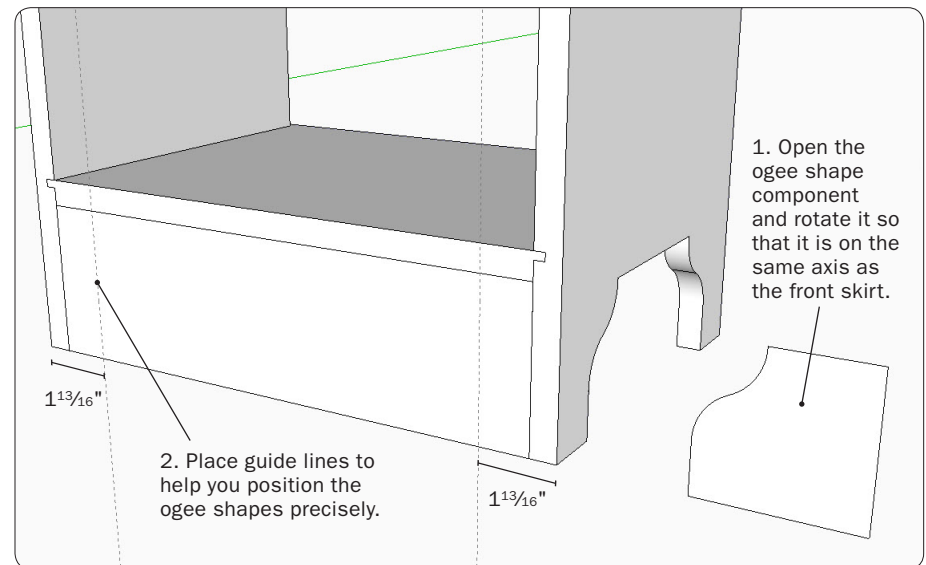 1. Open the
ogee shape
component
and rotate it so
that it is on the
same axis as
the front skirt.
1¹³⁄₁₆"
2. Place guide lines to
help you position the
ogee shapes precisely.
1¹³⁄₁₆"